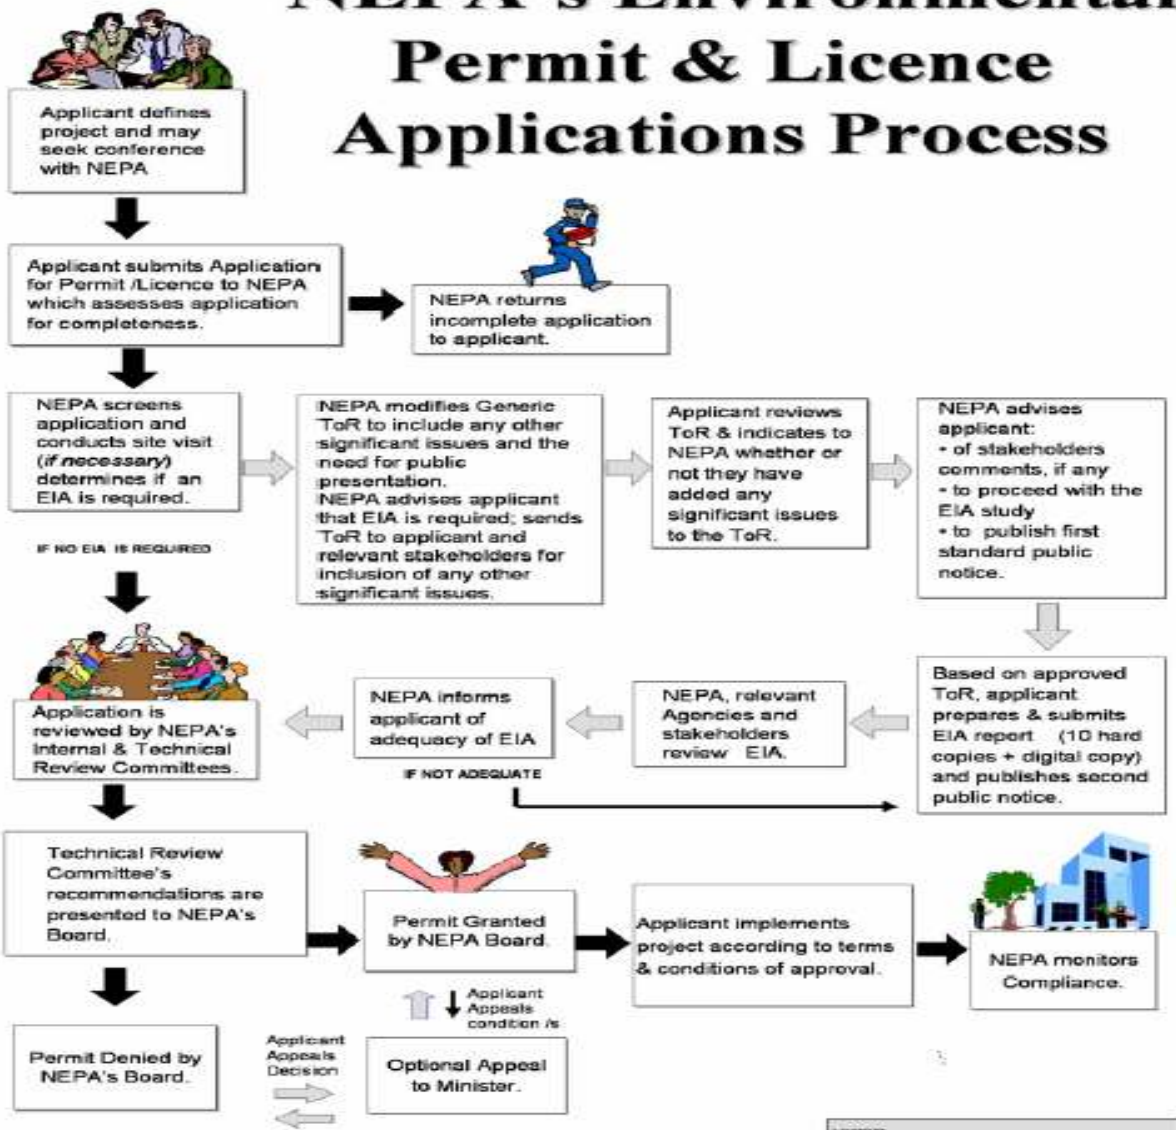 NEPA's Environmental
Permit & Licence
Applications Process
Applicant defines
project and may
seek conference
with NEPA
Applicant submits Application
for Permit /Licence to NEPA
which assesses application
for completeness.
NEPA returns
incomplete application
to applicant.
NEPA screens
application and
conducts site visit
(if necessary)
determines if an
EIA is required.
NEPA modifies Generic
ToR to include any other
significant issues and the
need for public
presentation.
NEPA advises applicant
that EIA is required; sends
ToR to applicant and
relevant stakeholders for
inclusion of any other
significant issues.
Applicant reviews
ToR & indicates to
NEPA whether or
not they have
added any
significant issues
to the ToR.
NEPA advises
applicant:
• of stakeholders
comments, if any
• to proceed with the
EIA study
• to publish first
standard public
notice.
IF NO EIA IS REQUIRED
Application is
reviewed by NEPA's
Internal & Technical
Review Committees.
NEPA informs
applicant of
adequacy of EIA
IF NOT ADEQUATE
NEPA, relevant
Agencies and
stakeholders
review EIA.
Based on approved
ToR, applicant
prepares & submits
EIA report (10 hard
copies + digital copy)
and publishes second
public notice.
Technical Review
Committee's
recommendations are
presented to NEPA's
Board.
Permit Granted
by NEPA Board.
Applicant implements
project according to terms
& conditions of approval.
NEPA monitors
Compliance.
Applicant
Appeals
condition /s
Permit Denied by
NEPA's Board.
Applicant
Appeals
Decision
Optional Appeal
to Minister.